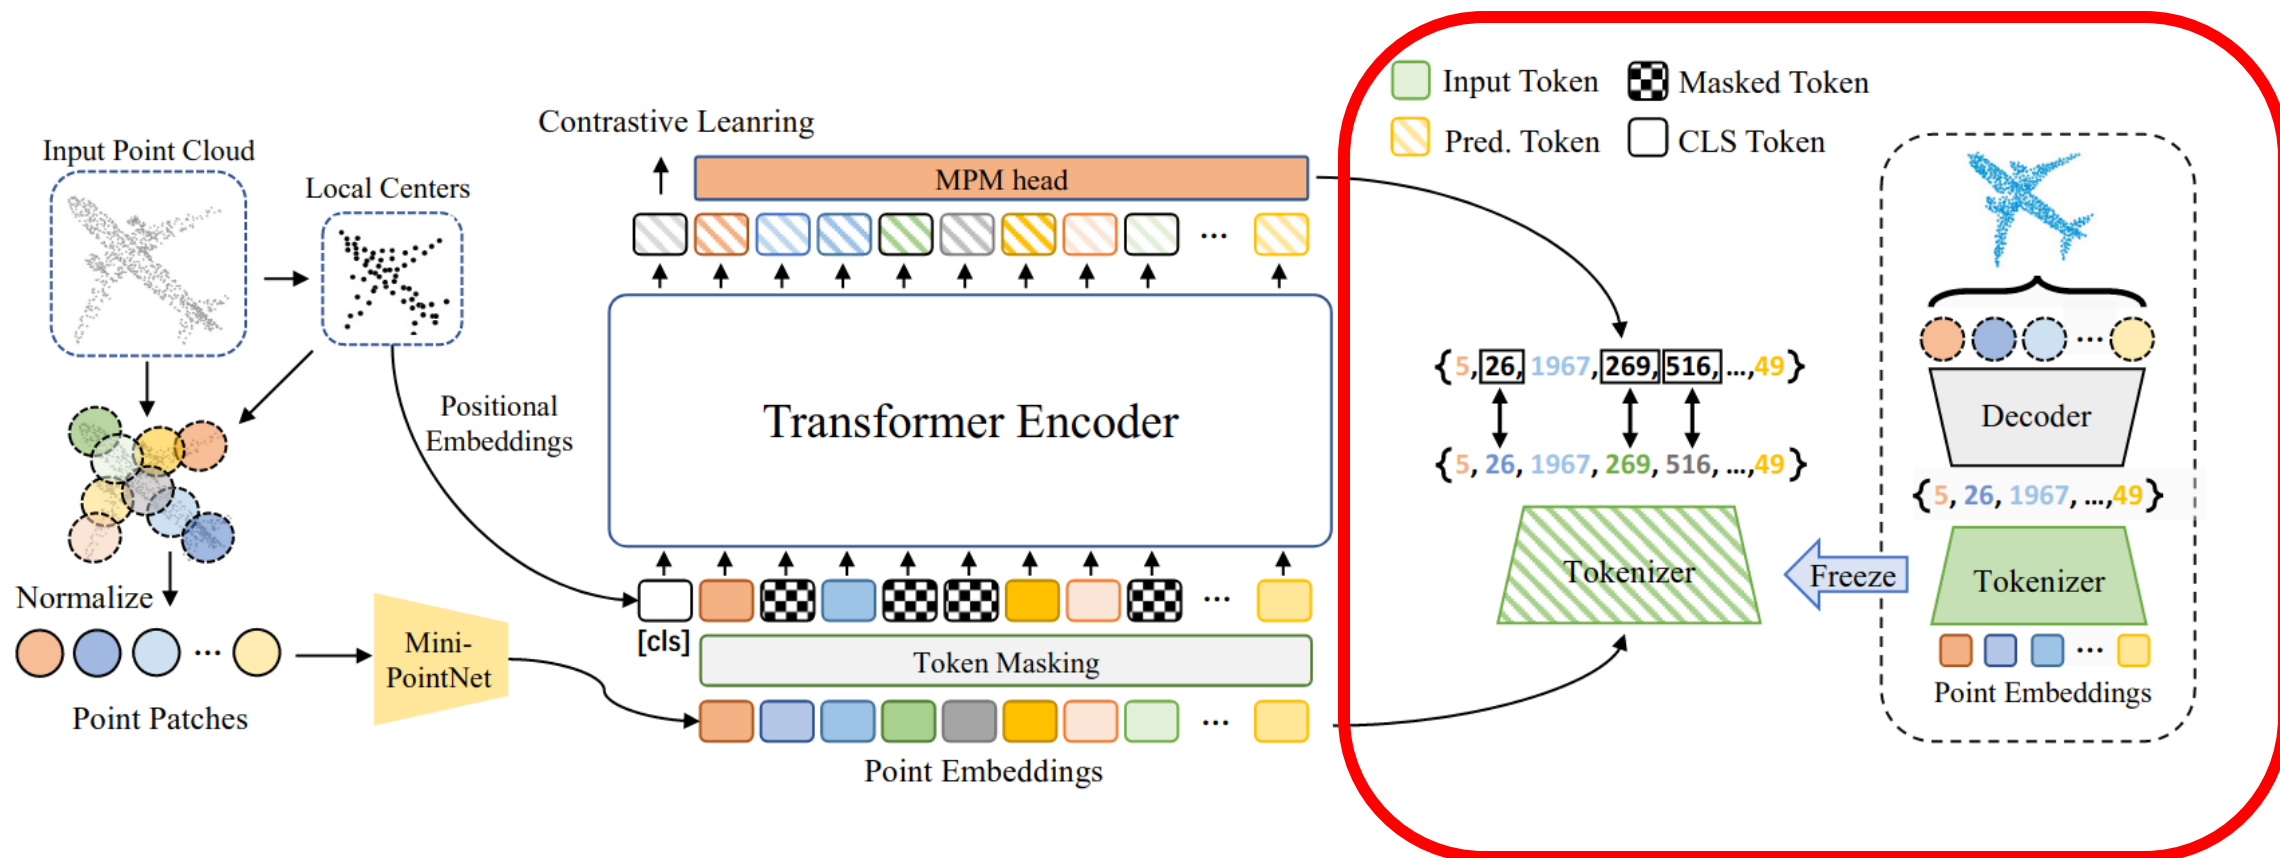 Input Point Cloud
Local Centers
Normalize
Point Patches
Mini-
PointNet
Positional
Embeddings
Contrastive Leanring
MPM head
...
Transformer Encoder
[cls]
...
Token Masking
...
Point Embeddings
Input Token
Masked Token
Pred. Token
CLS Token
{5, 26, 1967, 269, 516, ...,49}
{5, 26, 1967, 269, 516, ...,49}
Tokenizer
Freeze
...
Decoder
{5, 26, 1967, ...,49}
Tokenizer
...
Point Embeddings